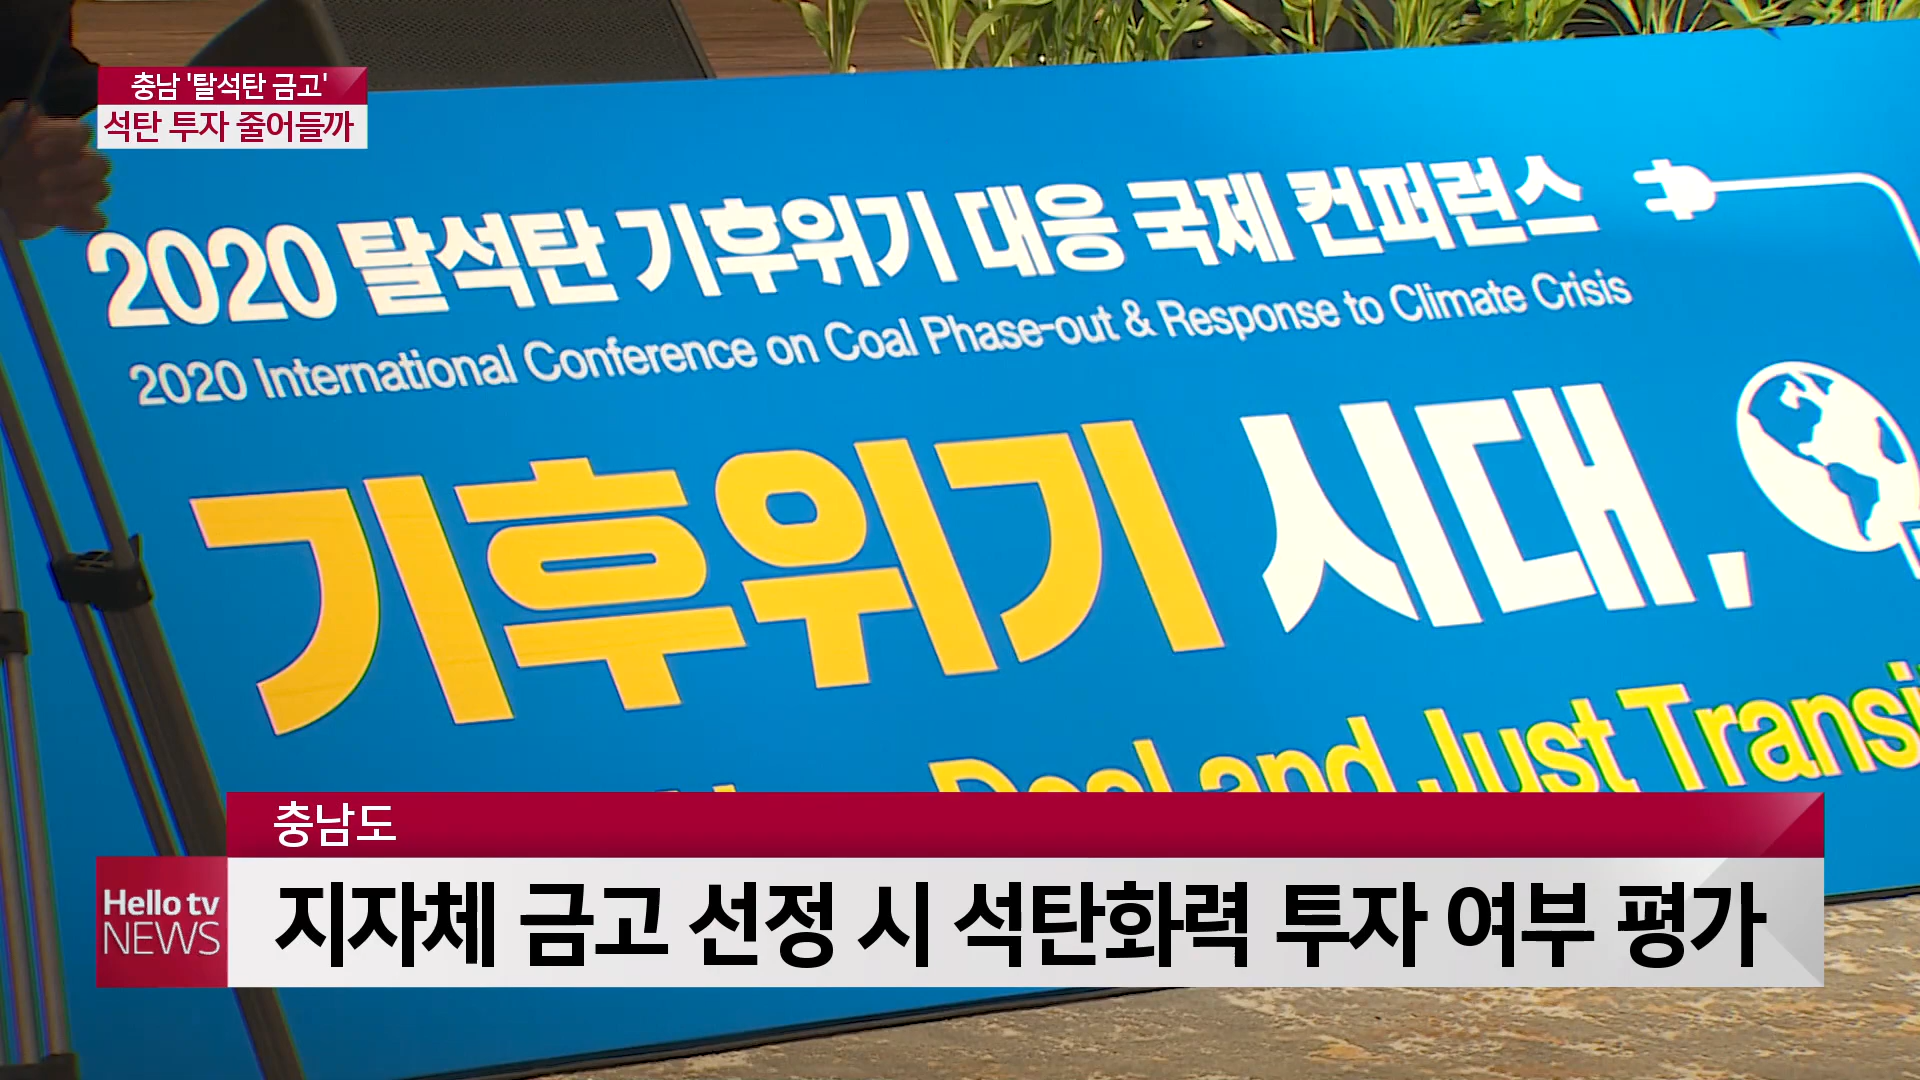 충남 '탈석탄 금고'
석탄 투자 줄어들까
2020 탈석탄 기후위기 대응 국제 컨퍼런스
2020 International Conference on Coal Phase-out & Response to Climate Crisis
기후위기 시대,
Deal and Just Transi
충남도
Hello tv
NEWS
지자체 금고 선정 시 석탄화력 투자 여부 평가